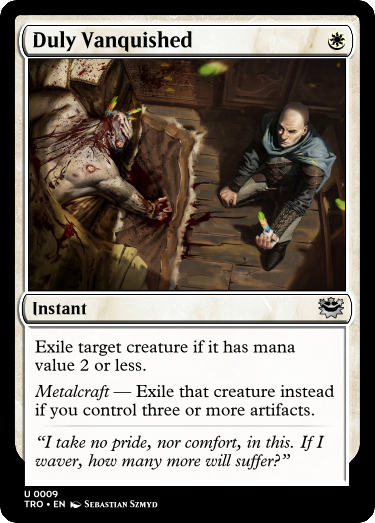 Duly Vanquished
Instant
Exile target creature if it has mana
value 2 or less.
Metalcraft — Exile that creature instead
if you control three or more artifacts.
“I take no pride, nor comfort, in this. If I
waver, how many more will suffer?”
U 0009
TRO • EN Sebastian Szmyd